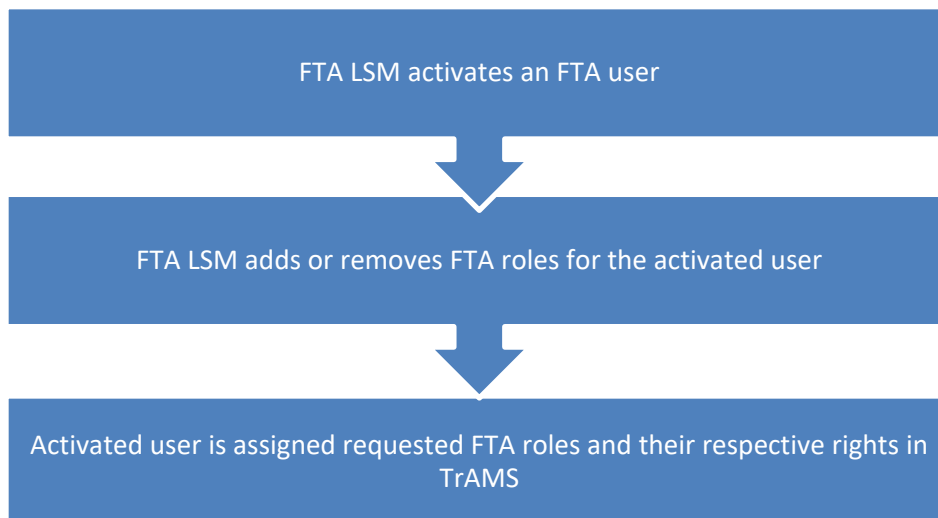 FTA LSM activates an FTA user
FTA LSM adds or removes FTA roles for the activated user
Activated user is assigned requested FTA roles and their respective rights in
TrAMS